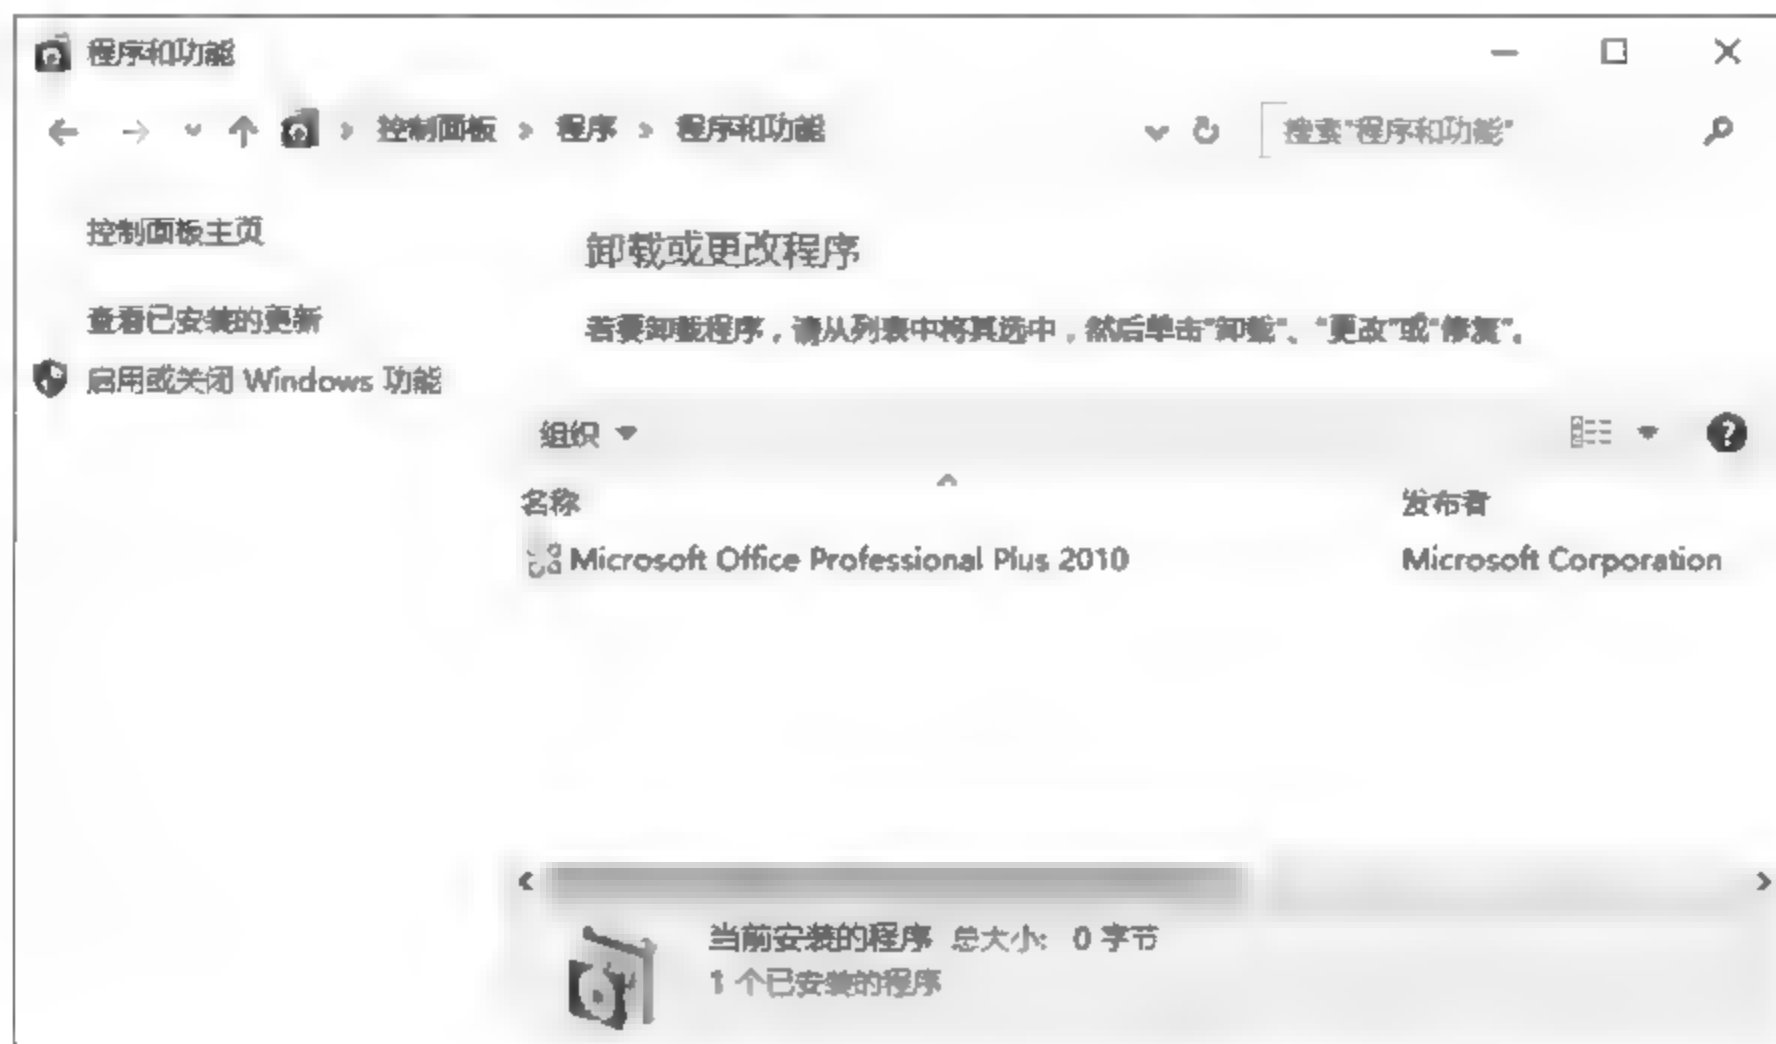 程序和功能
控制面板 › 程序 › 程序和功能
搜索"程序和功能"
控制面板主页
查看已安装的更新
启用或关闭 Windows 功能
卸载或更改程序
若要卸载程序，请从列表中将其选中，然后单击"卸载"、"更改"或"修复"。
组织
名称 发布者
Microsoft Office Professional Plus 2010 Microsoft Corporation
当前安装的程序 总大小: 0 字节
1 个已安装的程序